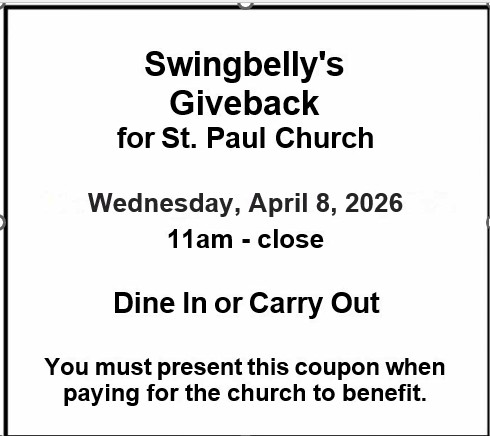 Swingbelly's
Giveback
for St. Paul Church
Wednesday, April 8, 2026
11am - close
Dine In or Carry Out
You must present this coupon when
paying for the church to benefit.